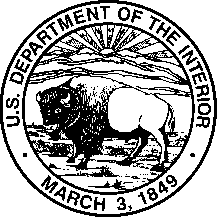 U.S. DEPARTMENT OF THE INTERIOR
MARCH 3, 1849